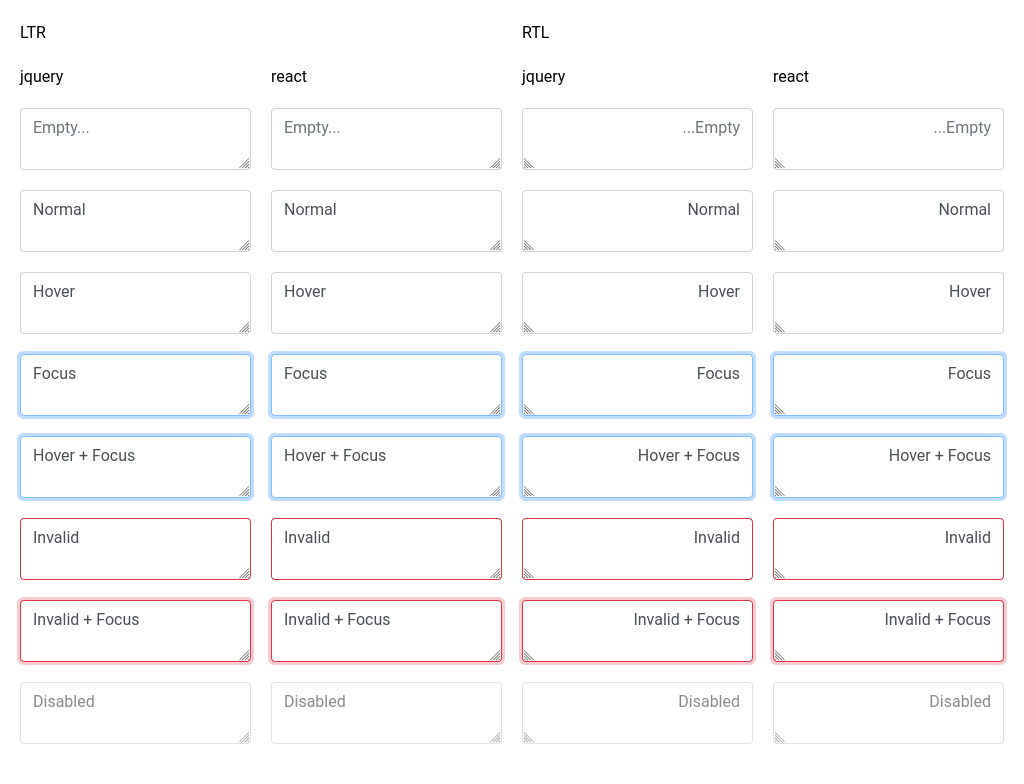 LTR RTL
jquery react jquery react
Empty... Empty... ...Empty ...Empty
Normal Normal Normal Normal
Hover Hover Hover Hover
Focus Focus Focus Focus
Hover + Focus Hover + Focus Hover + Focus Hover + Focus
Invalid Invalid Invalid Invalid
Invalid + Focus Invalid + Focus Invalid + Focus Invalid + Focus
Disabled Disabled Disabled Disabled